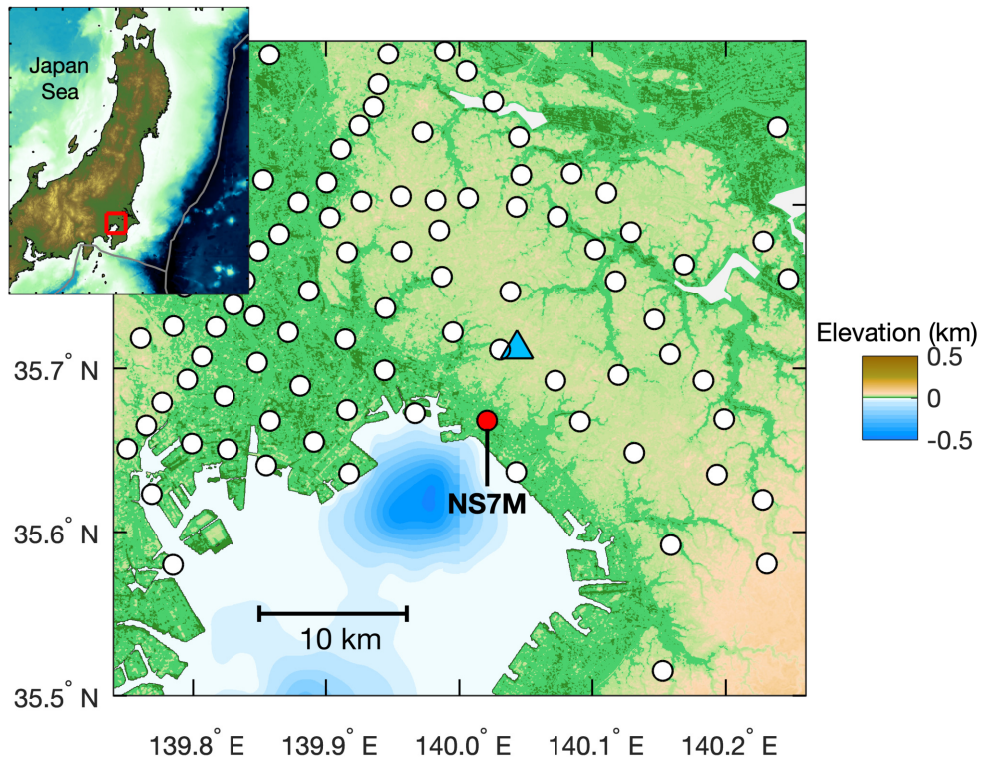 Japan
Sea
Elevation (km)
0.5
0
-0.5
35.7° N
35.6° N
35.5° N
NS7M
10 km
139.8° E
139.9° E
140.0° E
140.1° E
140.2° E